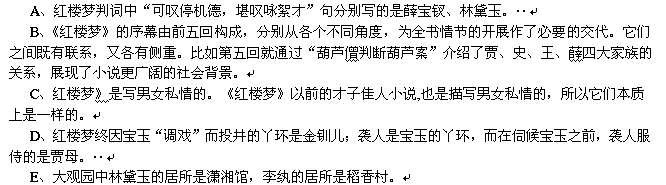 A、红楼梦判词中“可叹停机德，堪叹咏絮才”句分别写的是薛宝钗、林黛玉。··↵
B、《红楼梦》的序幕由前五回构成，分别从各个不同角度，为全书情节的开展作了必要的交代。它们
之间既有联系，又各有侧重。比如第五回就通过“葫芦僧判断葫芦案”介绍了贾、史、王、薛四大家族的
关系，展现了小说更广阔的社会背景。↵
C、红楼梦》是写男女私情的。《红楼梦》以前的才子佳人小说,也是描写男女私情的，所以它们本质
上是一样的。↵
D、红楼梦终因宝玉“调戏”而投井的丫环是金钏儿；袭人是宝玉的丫环，而在伺候宝玉之前，袭人服
侍的是贾母。··↵
E、大观园中林黛玉的居所是潇湘馆，李纨的居所是稻香村。↵